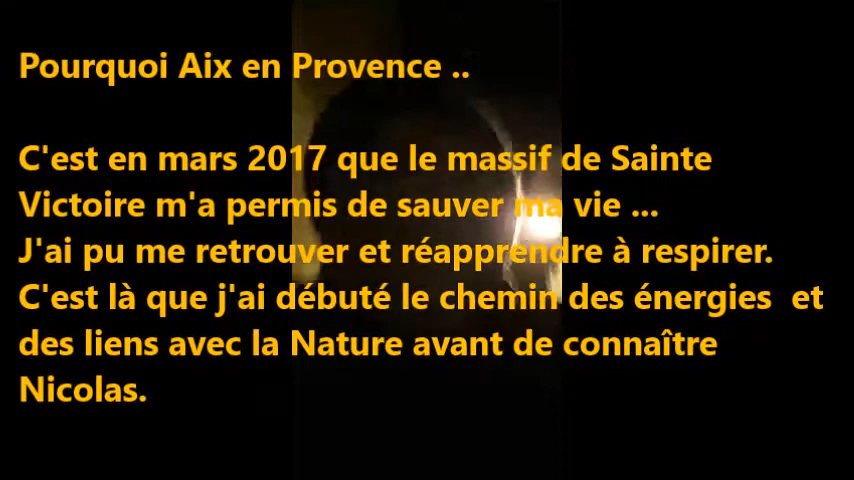 Pourquoi Aix en Provence ..
C'est en mars 2017 que le massif de Sainte
Victoire m'a permis de sauver ma vie ...
J'ai pu me retrouver et réapprendre à respirer.
C'est là que j'ai débuté le chemin des énergies  et
des liens avec la Nature avant de connaître
Nicolas.